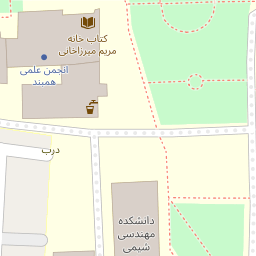 کتاب خانه
مریم میرزاخانی
انجمن علمی
همبند
درب
دانشکده
مهندسی
شیمی